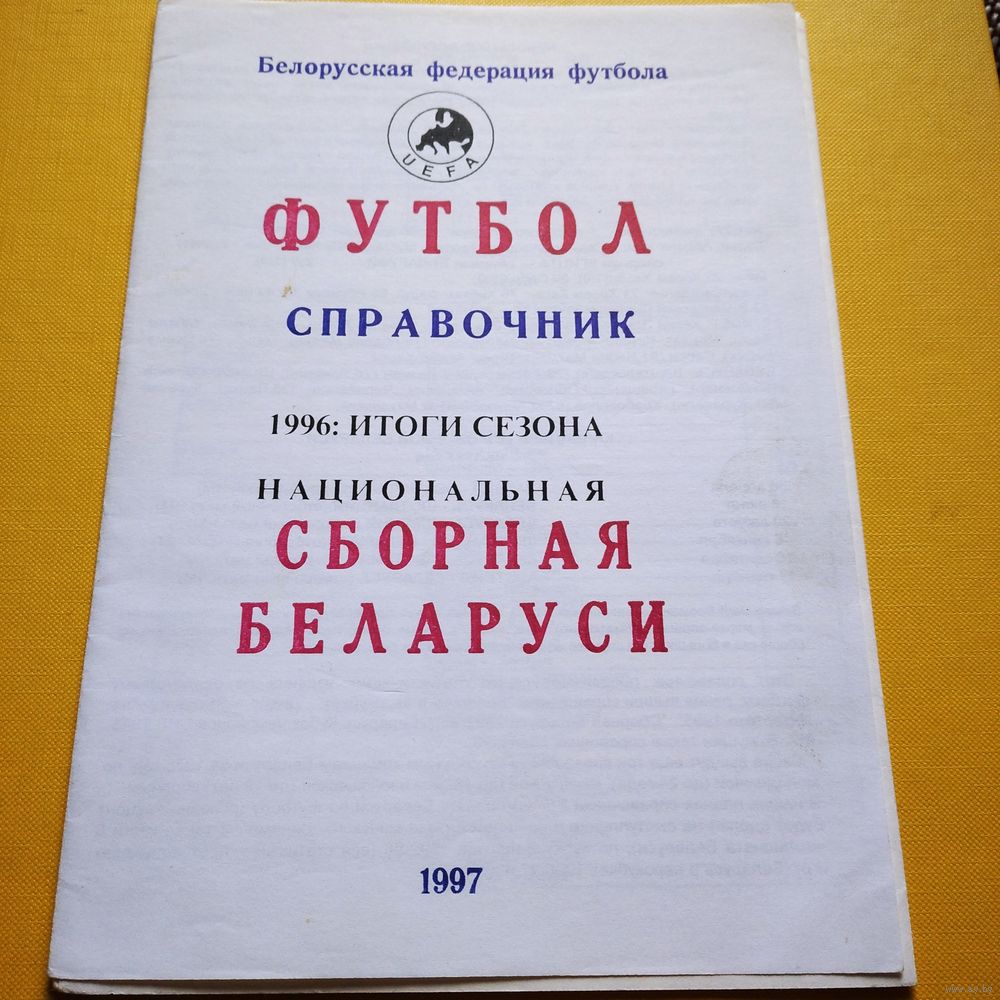 Белорусская федерация футбола
UEFA
ФУТБОЛ
СПРАВОЧНИК
1996: ИТОГИ СЕЗОНА
НАЦИОНАЛЬНАЯ
СБОРНАЯ
БЕЛАРУСИ
1997